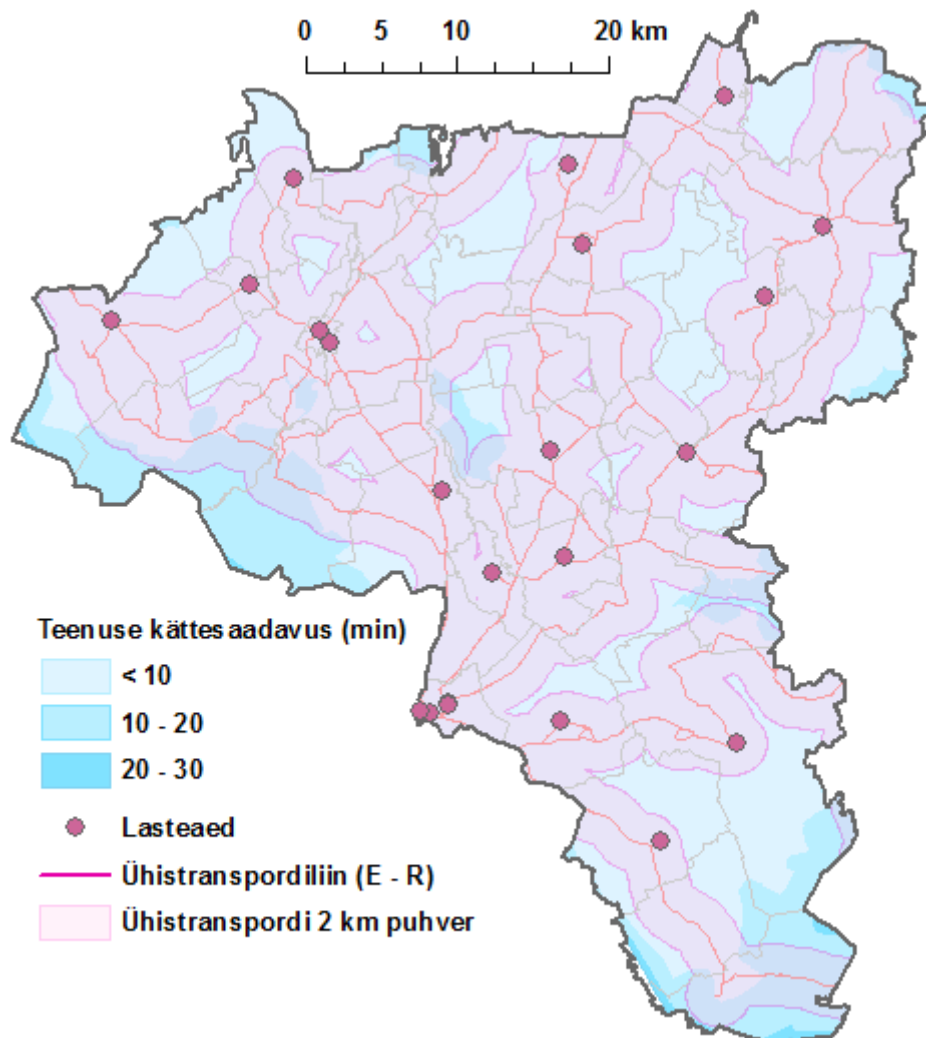 0 5 10 20 km
Teenuse kättesaadavus (min)
< 10
10 - 20
20 - 30
Lasteaed
Ühistranspordiliin (E - R)
Ühistranspordi 2 km puhver